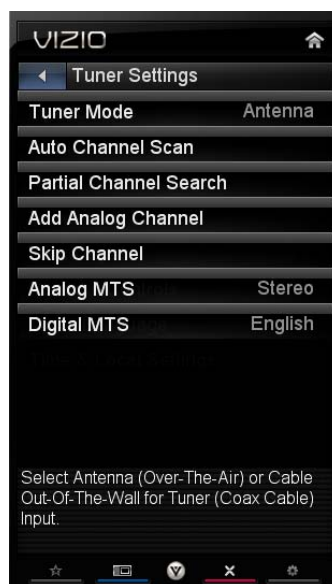 VIZIO
Tuner Settings
Tuner Mode Antenna
Auto Channel Scan
Partial Channel Search
Add Analog Channel
Skip Channel
Analog MTS Stereo
Digital MTS English
Select Antenna (Over-The-Air) or Cable
Out-Of-The-Wall for Tuner (Coax Cable)
Input.
V